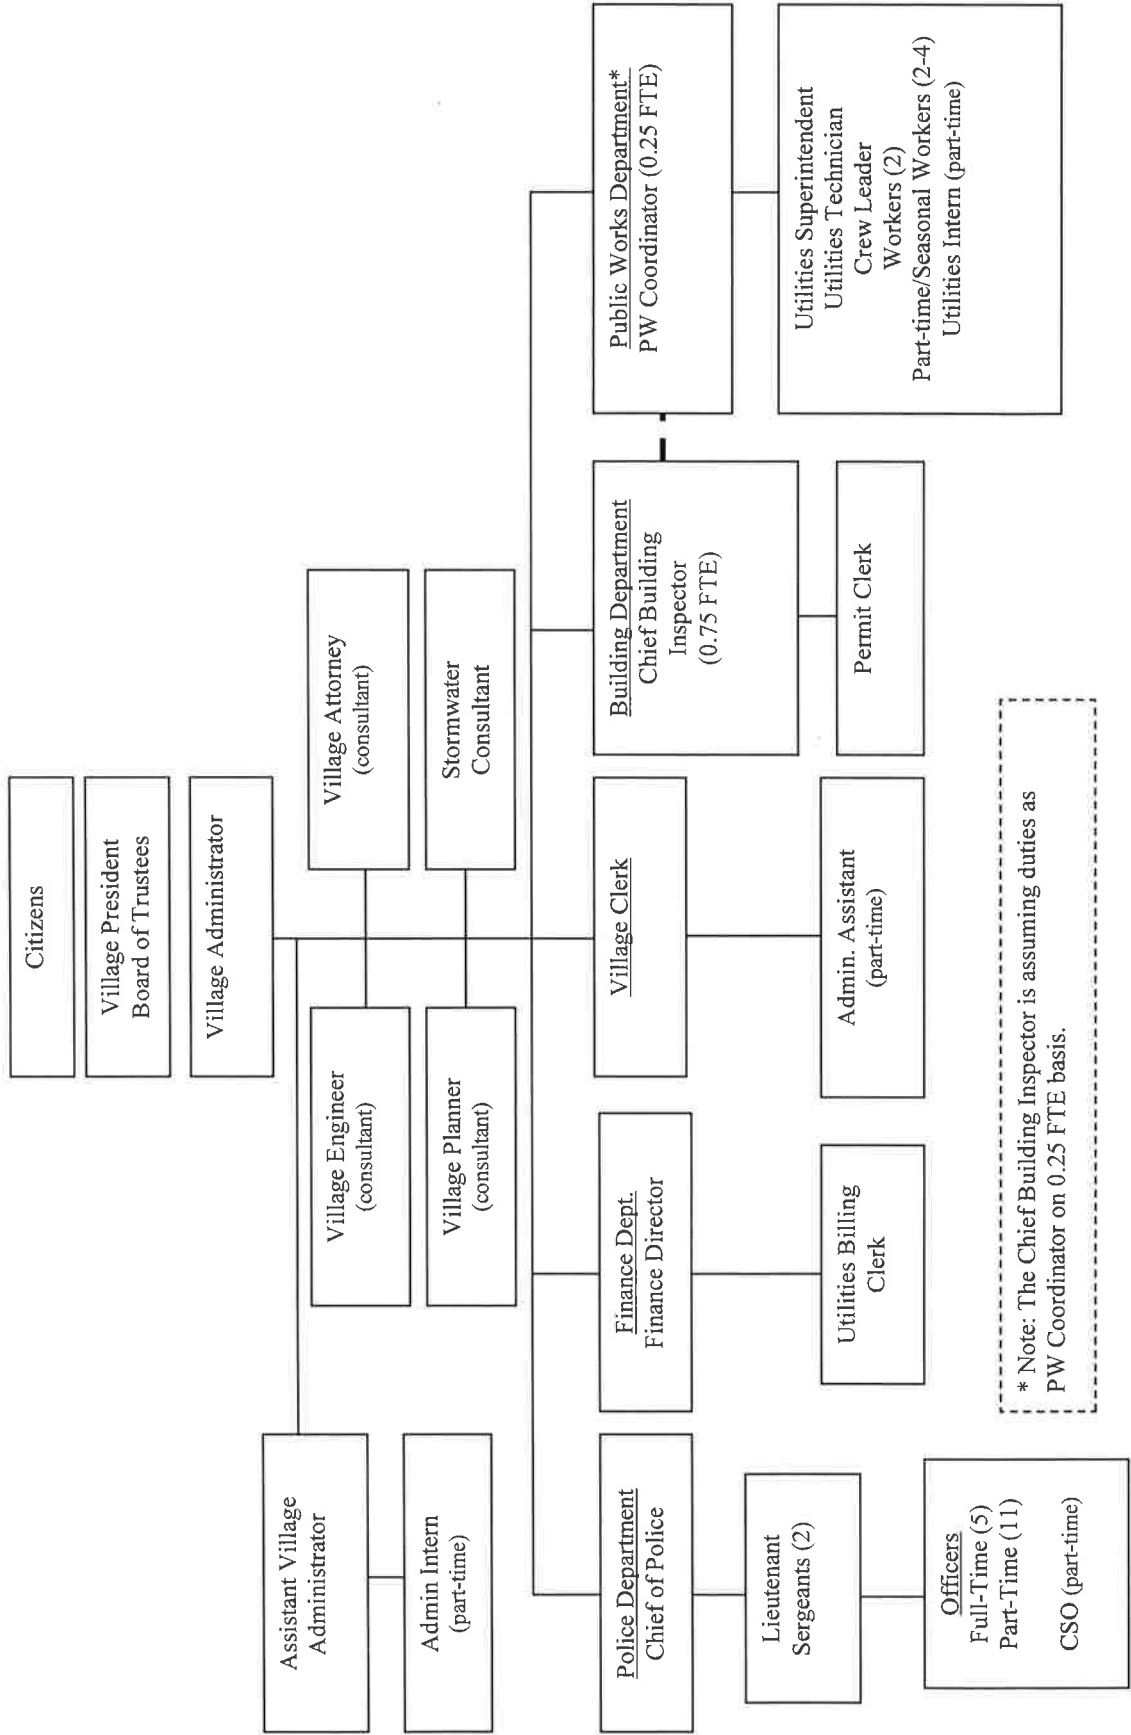 Citizens
Village President
Board of Trustees
Village Administrator
Assistant Village
Administrator
Admin Intern
(part-time)
Village Engineer
(consultant)
Village Attorney
(consultant)
Village Planner
(consultant)
Stormwater
Consultant
Police Department
Chief of Police
Lieutenant
Sergeants (2)
Officers
Full-Time (5)
Part-Time (11)
CSO (part-time)
Finance Dept.
Finance Director
Utilities Billing
Clerk
Village Clerk
Admin. Assistant
(part-time)
Building Department
Chief Building
Inspector
(0.75 FTE)
Permit Clerk
Public Works Department*
PW Coordinator (0.25 FTE)
Utilities Superintendent
Utilities Technician
Crew Leader
Workers (2)
Part-time/Seasonal Workers (2-4)
Utilities Intern (part-time)
* Note: The Chief Building Inspector is assuming duties as
PW Coordinator on 0.25 FTE basis.